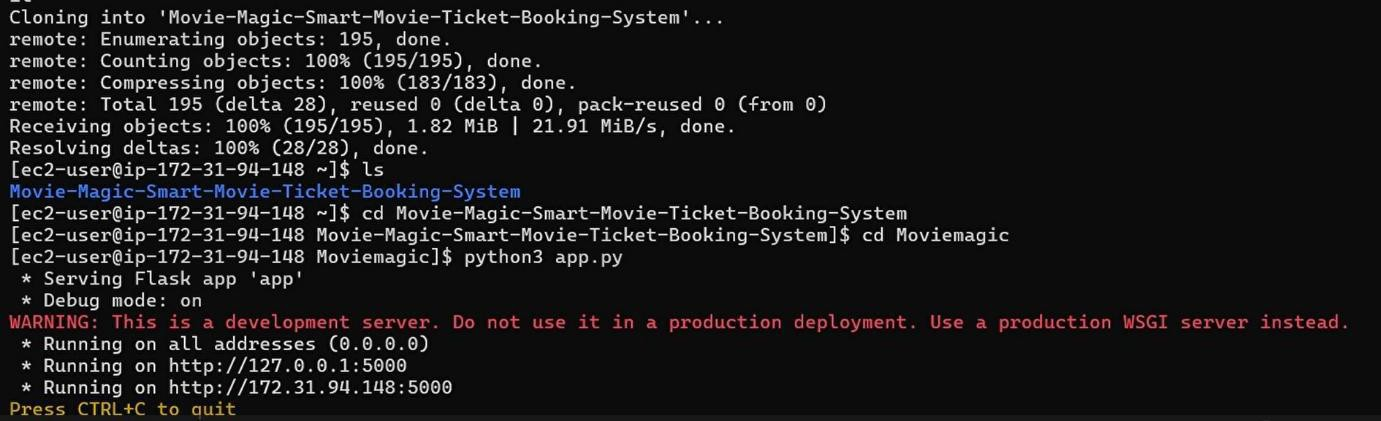 Cloning into 'Movie-Magic-Smart-Movie-Ticket-Booking-System'...
remote: Enumerating objects: 195, done.
remote: Counting objects: 100% (195/195), done.
remote: Compressing objects: 100% (183/183), done.
remote: Total 195 (delta 28), reused 0 (delta 0), pack-reused 0 (from 0)
Receiving objects: 100% (195/195), 1.82 MiB | 21.91 MiB/s, done.
Resolving deltas: 100% (28/28), done.
[ec2-user@ip-172-31-94-148 ~]$ ls
Movie-Magic-Smart-Movie-Ticket-Booking-System
[ec2-user@ip-172-31-94-148 ~]$ cd Movie-Magic-Smart-Movie-Ticket-Booking-System
[ec2-user@ip-172-31-94-148 Movie-Magic-Smart-Movie-Ticket-Booking-System]$ cd Moviemagic
[ec2-user@ip-172-31-94-148 Moviemagic]$ python3 app.py
 * Serving Flask app 'app'
 * Debug mode: on
WARNING: This is a development server. Do not use it in a production deployment. Use a production WSGI server instead.
 * Running on all addresses (0.0.0.0)
 * Running on http://127.0.0.1:5000
 * Running on http://172.31.94.148:5000
Press CTRL+C to quit